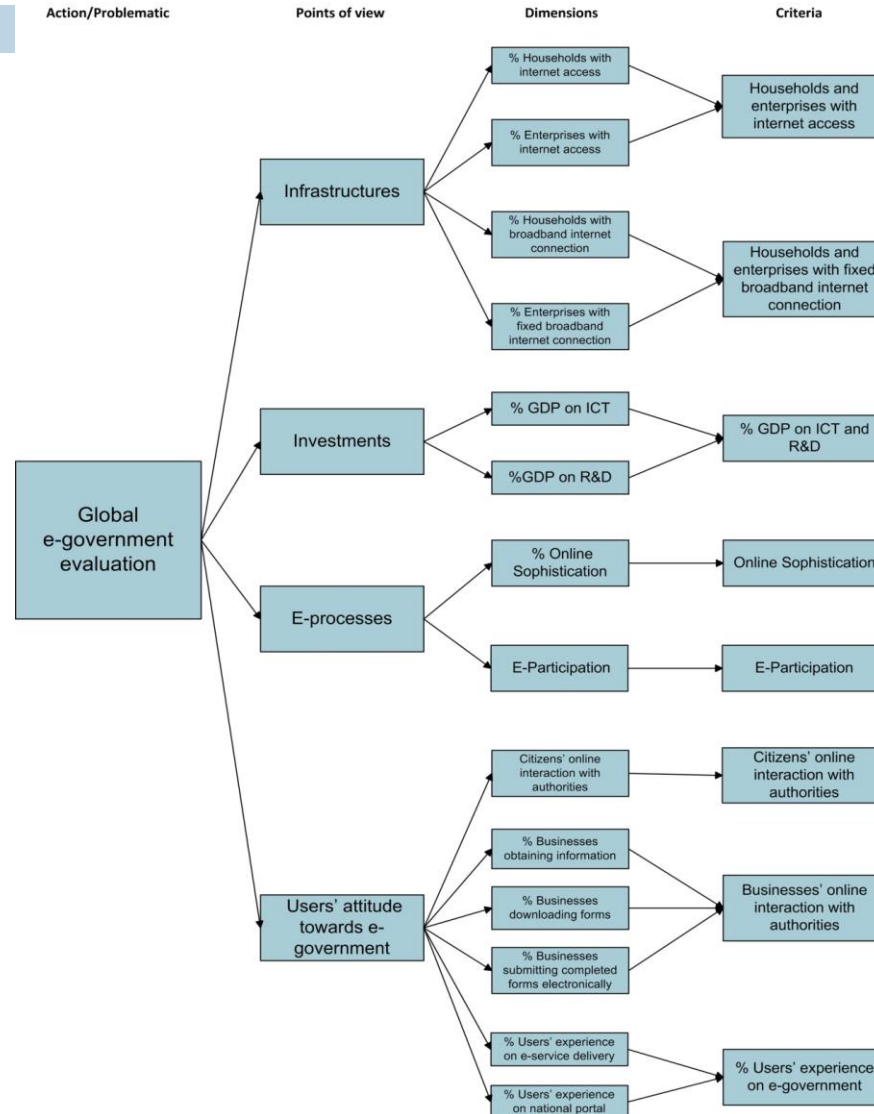 Action/Problematic
Points of view
Dimensions
Criteria
% Households with
internet access
Households and
enterprises with
internet access
% Enterprises with
internet access
Infrastructures
% Households with
broadband internet
connection
Households and
enterprises with fixed
broadband internet
connection
% Enterprises with
fixed broadband
internet connection
% GDP on ICT
Investments
% GDP on ICT and
R&D
%GDP on R&D
Global
e-government
evaluation
% Online
Sophistication
Online Sophistication
E-processes
E-Participation
E-Participation
Citizens' online
interaction with
authorities
Citizens' online
interaction with
authorities
% Businesses
obtaining information
Users' attitude
towards e-
government
% Businesses
downloading forms
Businesses' online
interaction with
authorities
% Businesses
submitting completed
forms electronically
% Users' experience
on e-service delivery
% Users' experience
on e-government
% Users' experience
on national portal